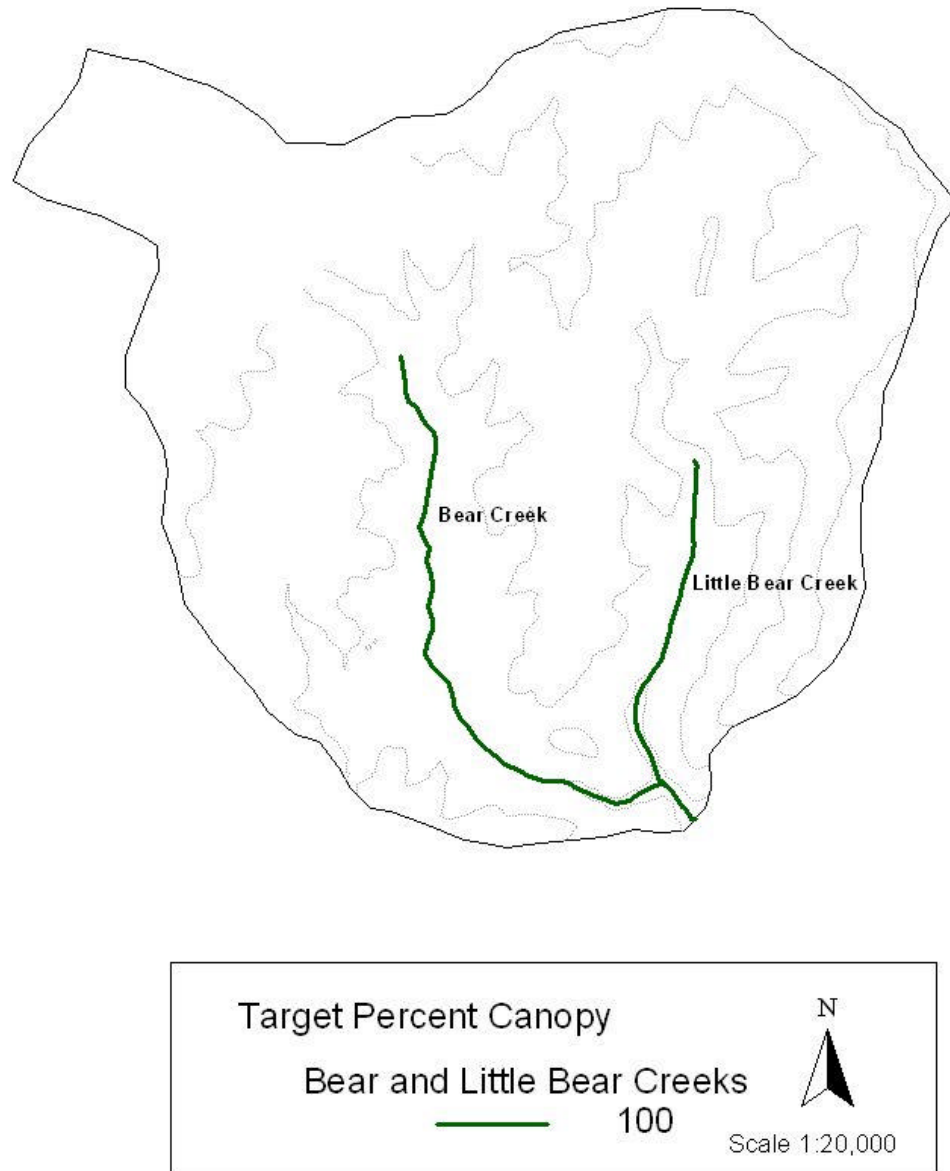 Bear Creek
Little Bear Creek
Target Percent Canopy
N
Bear and Little Bear Creeks
100
Scale 1:20,000